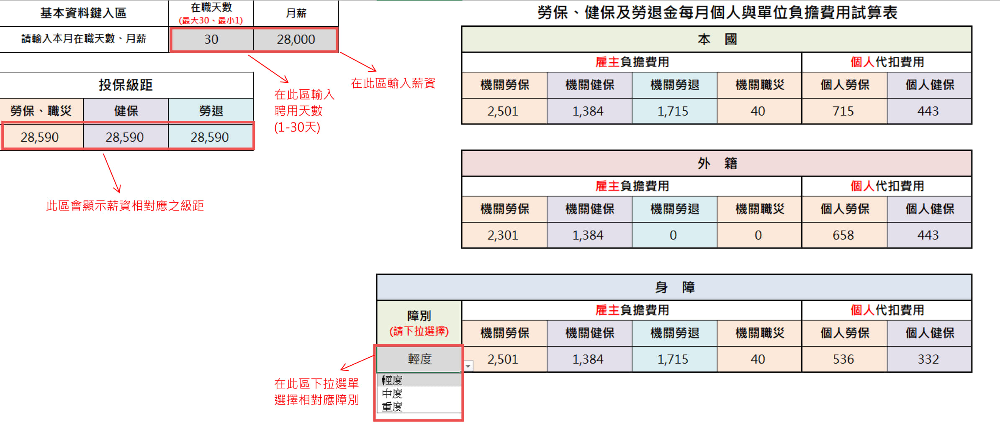 基本資料鍵入區 在職天數 月薪
(最大30、最小1)
請輸入本月在職天數、月薪 30 28,000
在此區輸入薪資
在此區輸入
聘用天數
(1-30天)
投保級距
勞保、職災 健保 勞退
28,590 28,590 28,590
此區會顯示薪資相對應之級距
勞保、健保及勞退金每月個人與單位負擔費用試算表
本 國
雇主負擔費用 個人代扣費用
機關勞保 機關健保 機關勞退 機關職災 個人勞保 個人健保
2,501 1,384 1,715 40 715 443
外 籍
雇主負擔費用 個人代扣費用
機關勞保 機關健保 機關勞退 機關職災 個人勞保 個人健保
2,301 1,384 0 0 658 443
身 障
障別 雇主負擔費用 個人代扣費用
(請下拉選擇) 機關勞保 機關健保 機關勞退 機關職災 個人勞保 個人健保
輕度 2,501 1,384 1,715 40 536 332
輕度
中度
重度
在此區下拉選單
選擇相對應障別